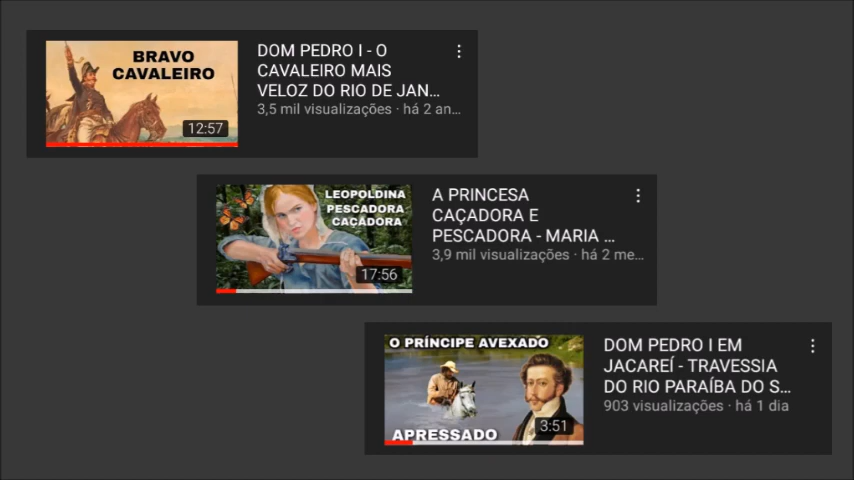 BRAVO
CAVALEIRO
12:57
DOM PEDRO I - O
CAVALEIRO MAIS
VELOZ DO RIO DE JAN...
3,5 mil visualizações · há 2 an...
LEOPOLDINA
PESCADORA
CAÇADORA
17:56
A PRINCESA
CAÇADORA E
PESCADORA - MARIA ...
3,9 mil visualizações · há 2 me...
O PRÍNCIPE AVEXADO
APRESSADO
3:51
DOM PEDRO I EM
JACAREÍ - TRAVESSIA
DO RIO PARAÍBA DO S...
903 visualizações · há 1 dia